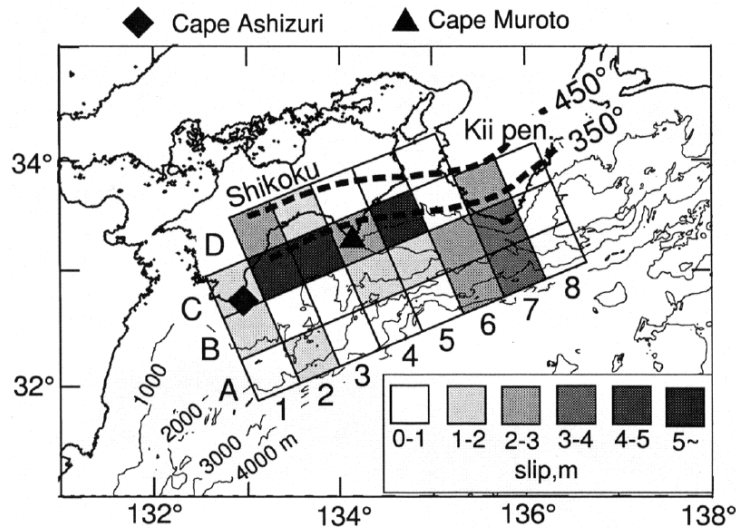 Cape Ashizuri
Cape Muroto
450°
Kii pen.
350°
34°
Shikoku
D
C
B
A
1
2
3
4
5
6
7
8
32°
1000
2000
3000
4000 m
0-1
1-2
2-3
3-4
4-5
5~
slip,m
132°
134°
136°
138°